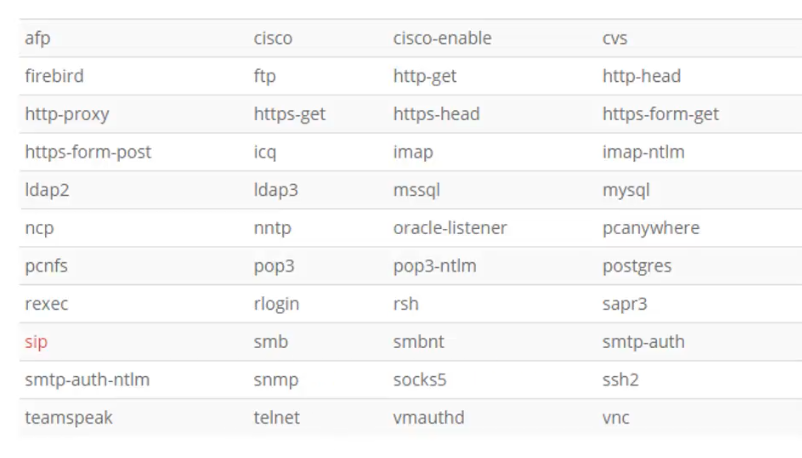 afp cisco cisco-enable cvs
firebird ftp http-get http-head
http-proxy https-get https-head https-form-get
https-form-post icq imap imap-ntlm
ldap2 ldap3 mssql mysql
ncp nntp oracle-listener pcanywhere
pcnfs pop3 pop3-ntlm postgres
rexec rlogin rsh sapr3
sip smb smbnt smtp-auth
smtp-auth-ntlm snmp socks5 ssh2
teamspeak telnet vmauthd vnc